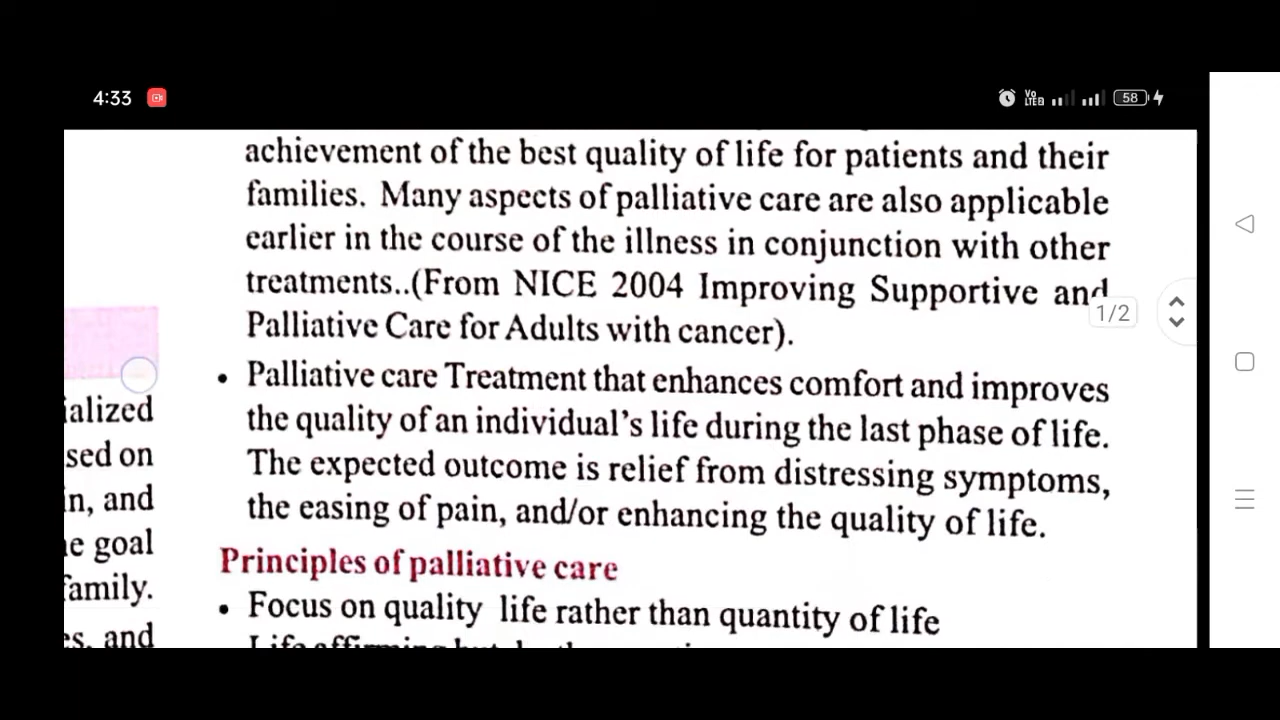 4:33
Vo LTE2
58
achievement of the best quality of life for patients and their
families. Many aspects of palliative care are also applicable
earlier in the course of the illness in conjunction with other
treatments..(From NICE 2004 Improving Supportive and
Palliative Care for Adults with cancer).
1/2
• Palliative care Treatment that enhances comfort and improves
the quality of an individual's life during the last phase of life.
The expected outcome is relief from distressing symptoms,
the easing of pain, and/or enhancing the quality of life.
Principles of palliative care
• Focus on quality life rather than quantity of life
ialized
sed on
in, and
e goal
family.
es, and